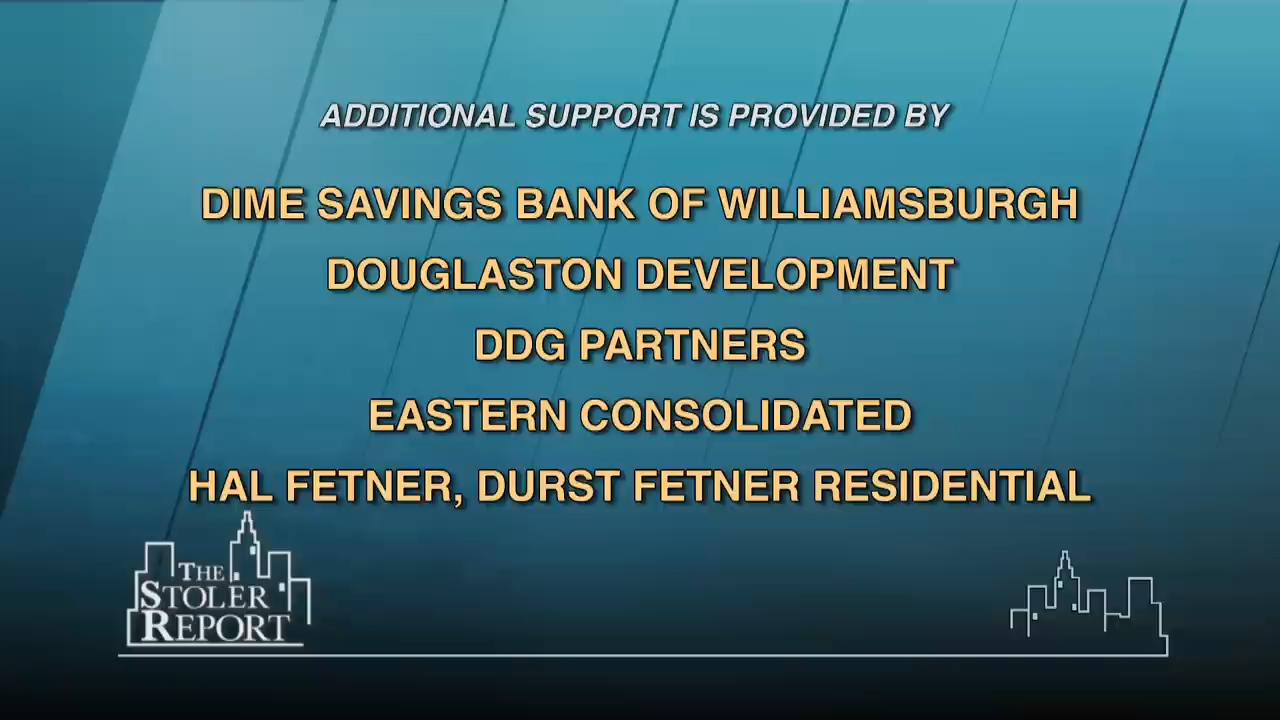 ADDITIONAL SUPPORT IS PROVIDED BY
DIME SAVINGS BANK OF WILLIAMSBURGH
DOUGLASTON DEVELOPMENT
DDG PARTNERS
EASTERN CONSOLIDATED
HAL FETNER, DURST FETNER RESIDENTIAL
THE
STOLER
REPORT